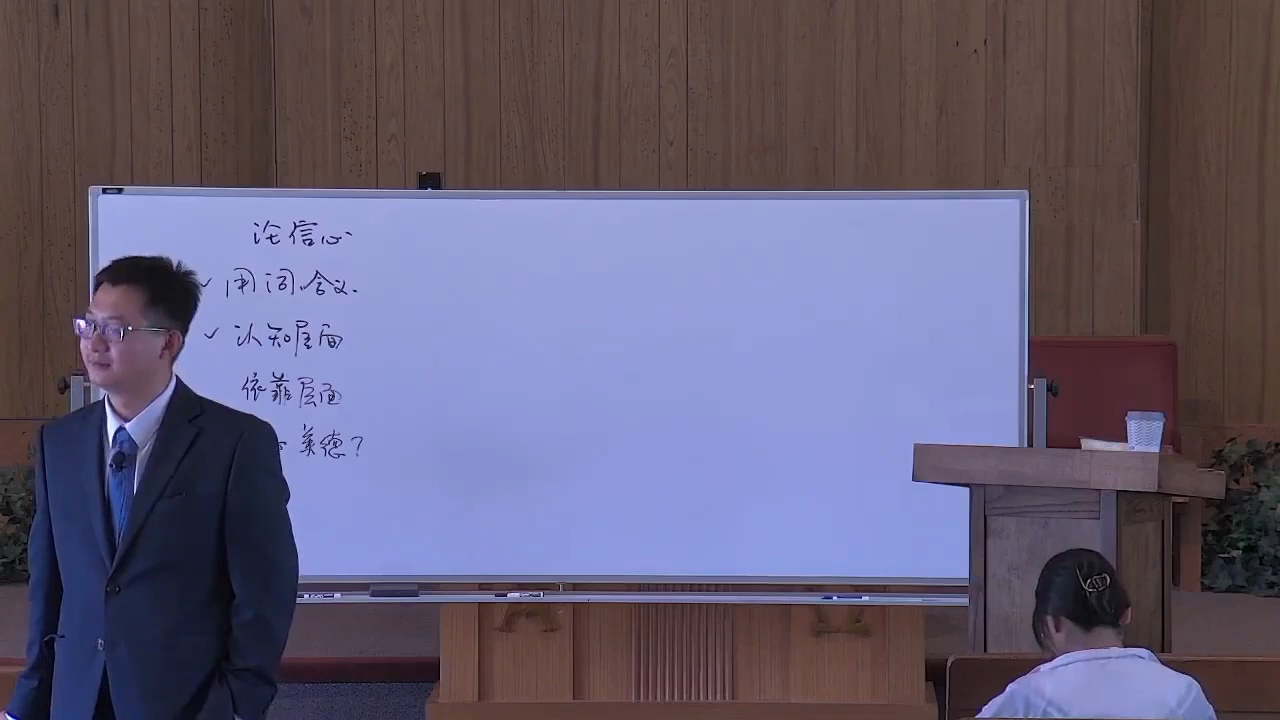 论信心
✓ 用词含义.
✓ 认知层面
依靠层面
美德?